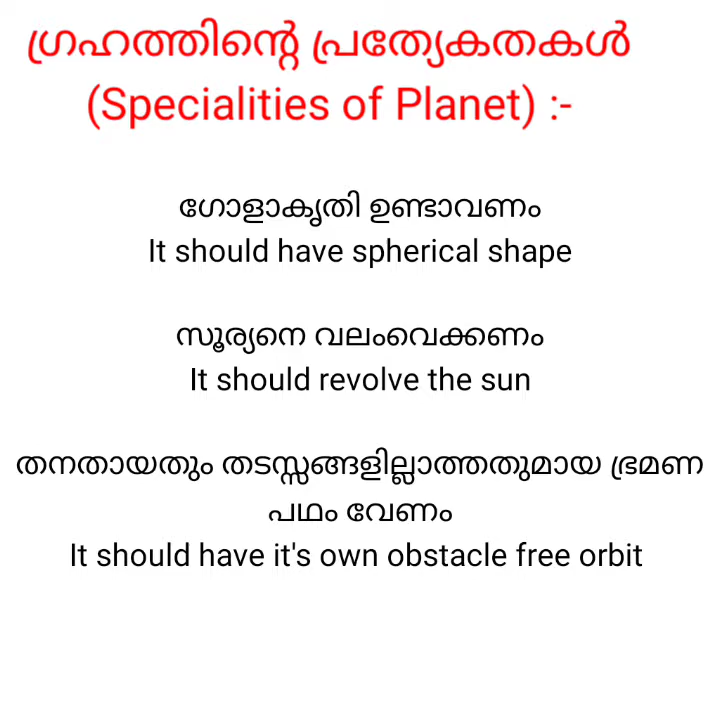 ഗ്രഹത്തിന്റെ പ്രത്യേകതകൾ
(Specialities of Planet) :-
ഗോളാകൃതി ഉണ്ടാവണം
It should have spherical shape
സൂര്യനെ വലംവെക്കണം
It should revolve the sun
തനതായതും തടസ്സങ്ങളില്ലാത്തതുമായ ഭ്രമണ
പഥം വേണം
It should have it's own obstacle free orbit